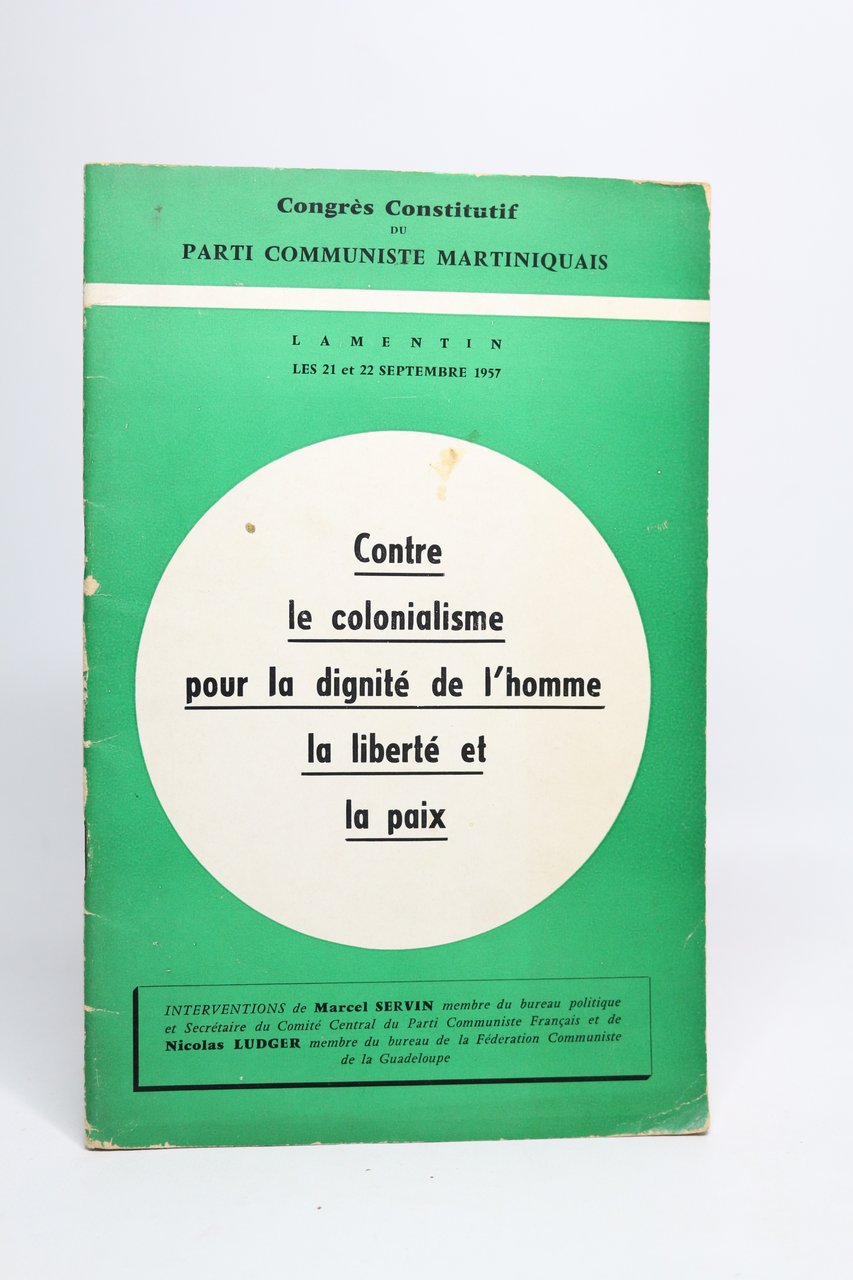 Congrès Constitutif
DU
PARTI COMMUNISTE MARTINIQUAIS
LAMENTIN
LES 21 et 22 SEPTEMBRE 1957
Contre
le colonialisme
pour la dignité de l'homme
la liberté et
la paix
INTERVENTIONS de Marcel SERVIN membre du bureau politique
et Secrétaire du Comité Central du Parti Communiste Français et de
Nicolas LUDGER membre du bureau de la Féderation Communiste
de la Guadeloupe